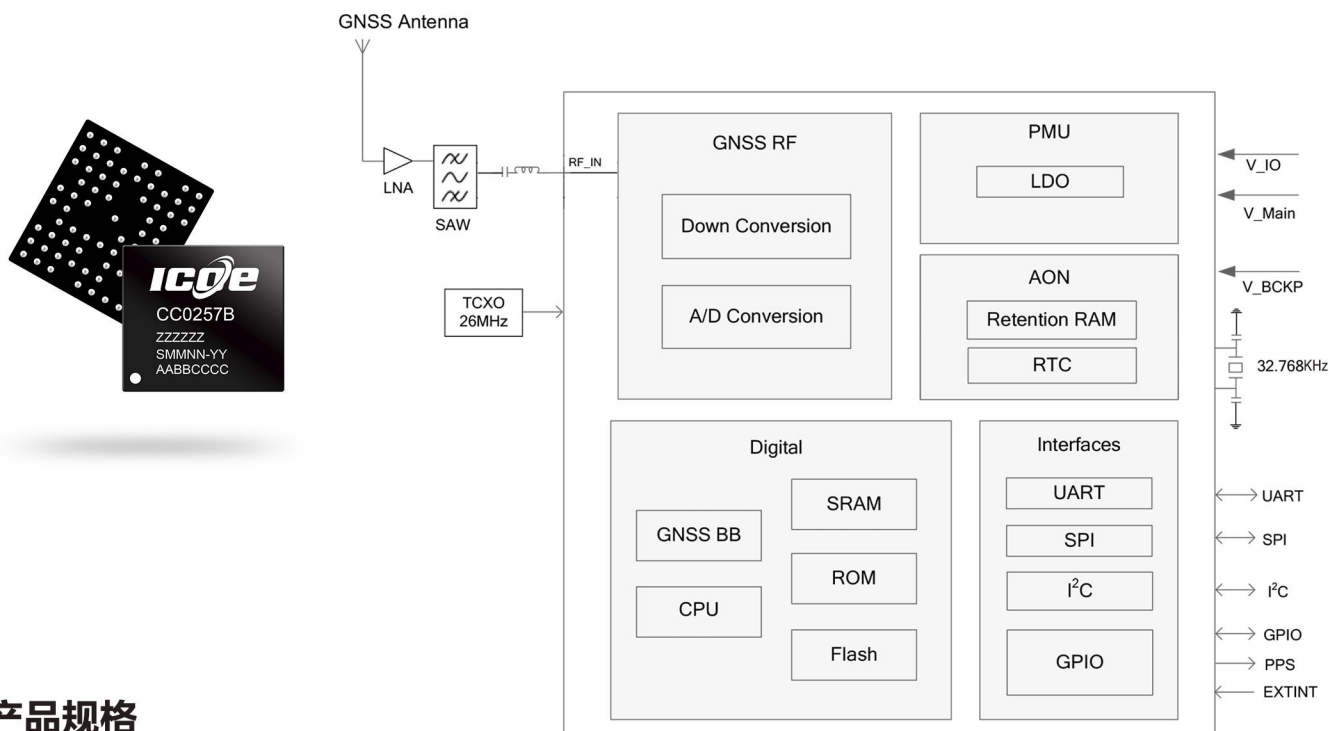 GNSS Antenna
LNA
SAW
RF_IN
TCXO
26MHz
GNSS RF
Down Conversion
A/D Conversion
PMU
LDO
AON
Retention RAM
RTC
V_IO
V_Main
V_BCKP
32.768KHz
ICOe
CC0257B
ZZZZZZ
SMMNN-YY
AABBCCCC
Digital
GNSS BB
CPU
SRAM
ROM
Flash
Interfaces
UART
SPI
I²C
GPIO
UART
SPI
I²C
GPIO
PPS
EXTINT
产品规格